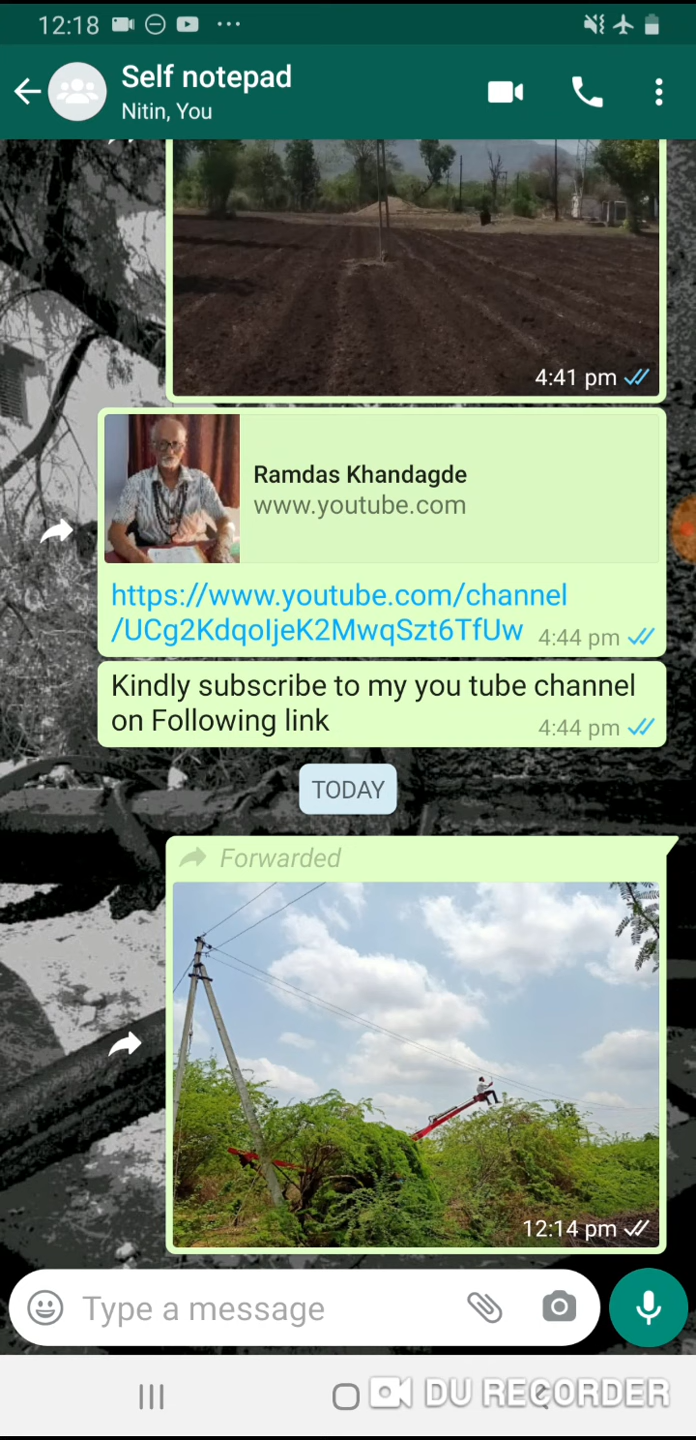 12:18
Self notepad
Nitin, You
4:41 pm
Ramdas Khandagde
www.youtube.com
https://www.youtube.com/channel
/UCg2KdqoIjeK2MwqSzt6TfUw
4:44 pm
Kindly subscribe to my you tube channel
on Following link
4:44 pm
TODAY
Forwarded
12:14 pm
Type a message
DU RECORDER